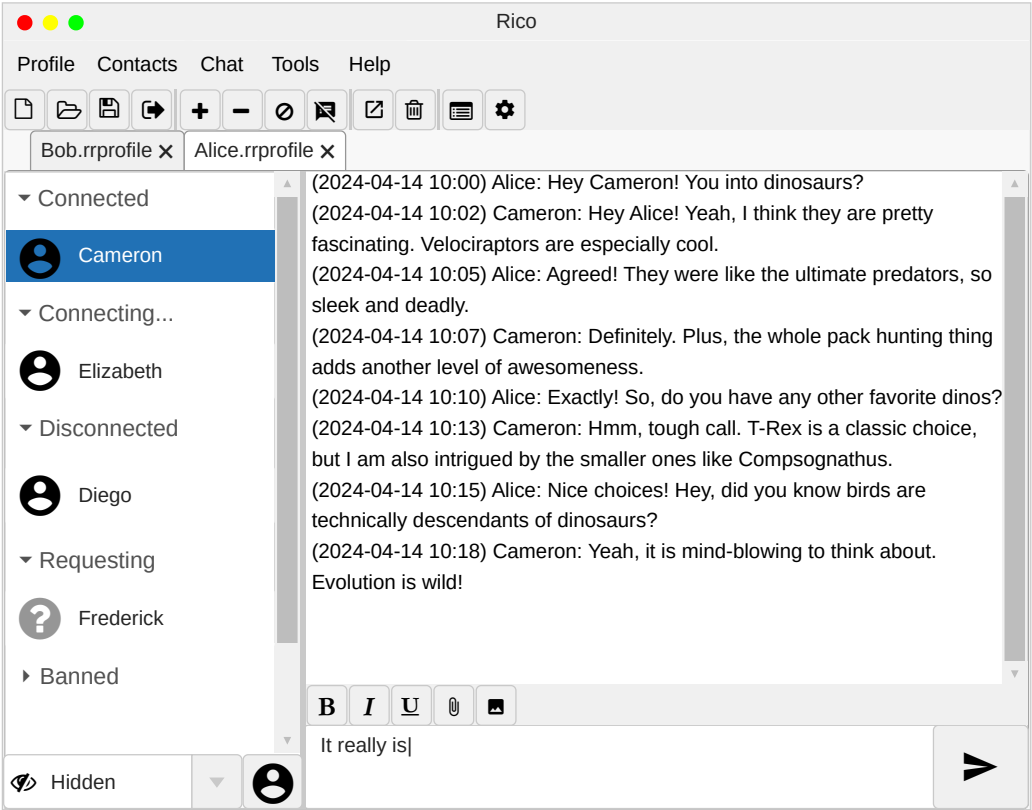 Rico
Profile Contacts Chat Tools Help
Bob.rrprofile Alice.rrprofile
Connected
Cameron
Connecting...
Elizabeth
Disconnected
Diego
Requesting
Frederick
Banned
Hidden
(2024-04-14 10:00) Alice: Hey Cameron! You into dinosaurs?
(2024-04-14 10:02) Cameron: Hey Alice! Yeah, I think they are pretty
fascinating. Velociraptors are especially cool.
(2024-04-14 10:05) Alice: Agreed! They were like the ultimate predators, so
sleek and deadly.
(2024-04-14 10:07) Cameron: Definitely. Plus, the whole pack hunting thing
adds another level of awesomeness.
(2024-04-14 10:10) Alice: Exactly! So, do you have any other favorite dinos?
(2024-04-14 10:13) Cameron: Hmm, tough call. T-Rex is a classic choice,
but I am also intrigued by the smaller ones like Compsognathus.
(2024-04-14 10:15) Alice: Nice choices! Hey, did you know birds are
technically descendants of dinosaurs?
(2024-04-14 10:18) Cameron: Yeah, it is mind-blowing to think about.
Evolution is wild!
B I U
It really is